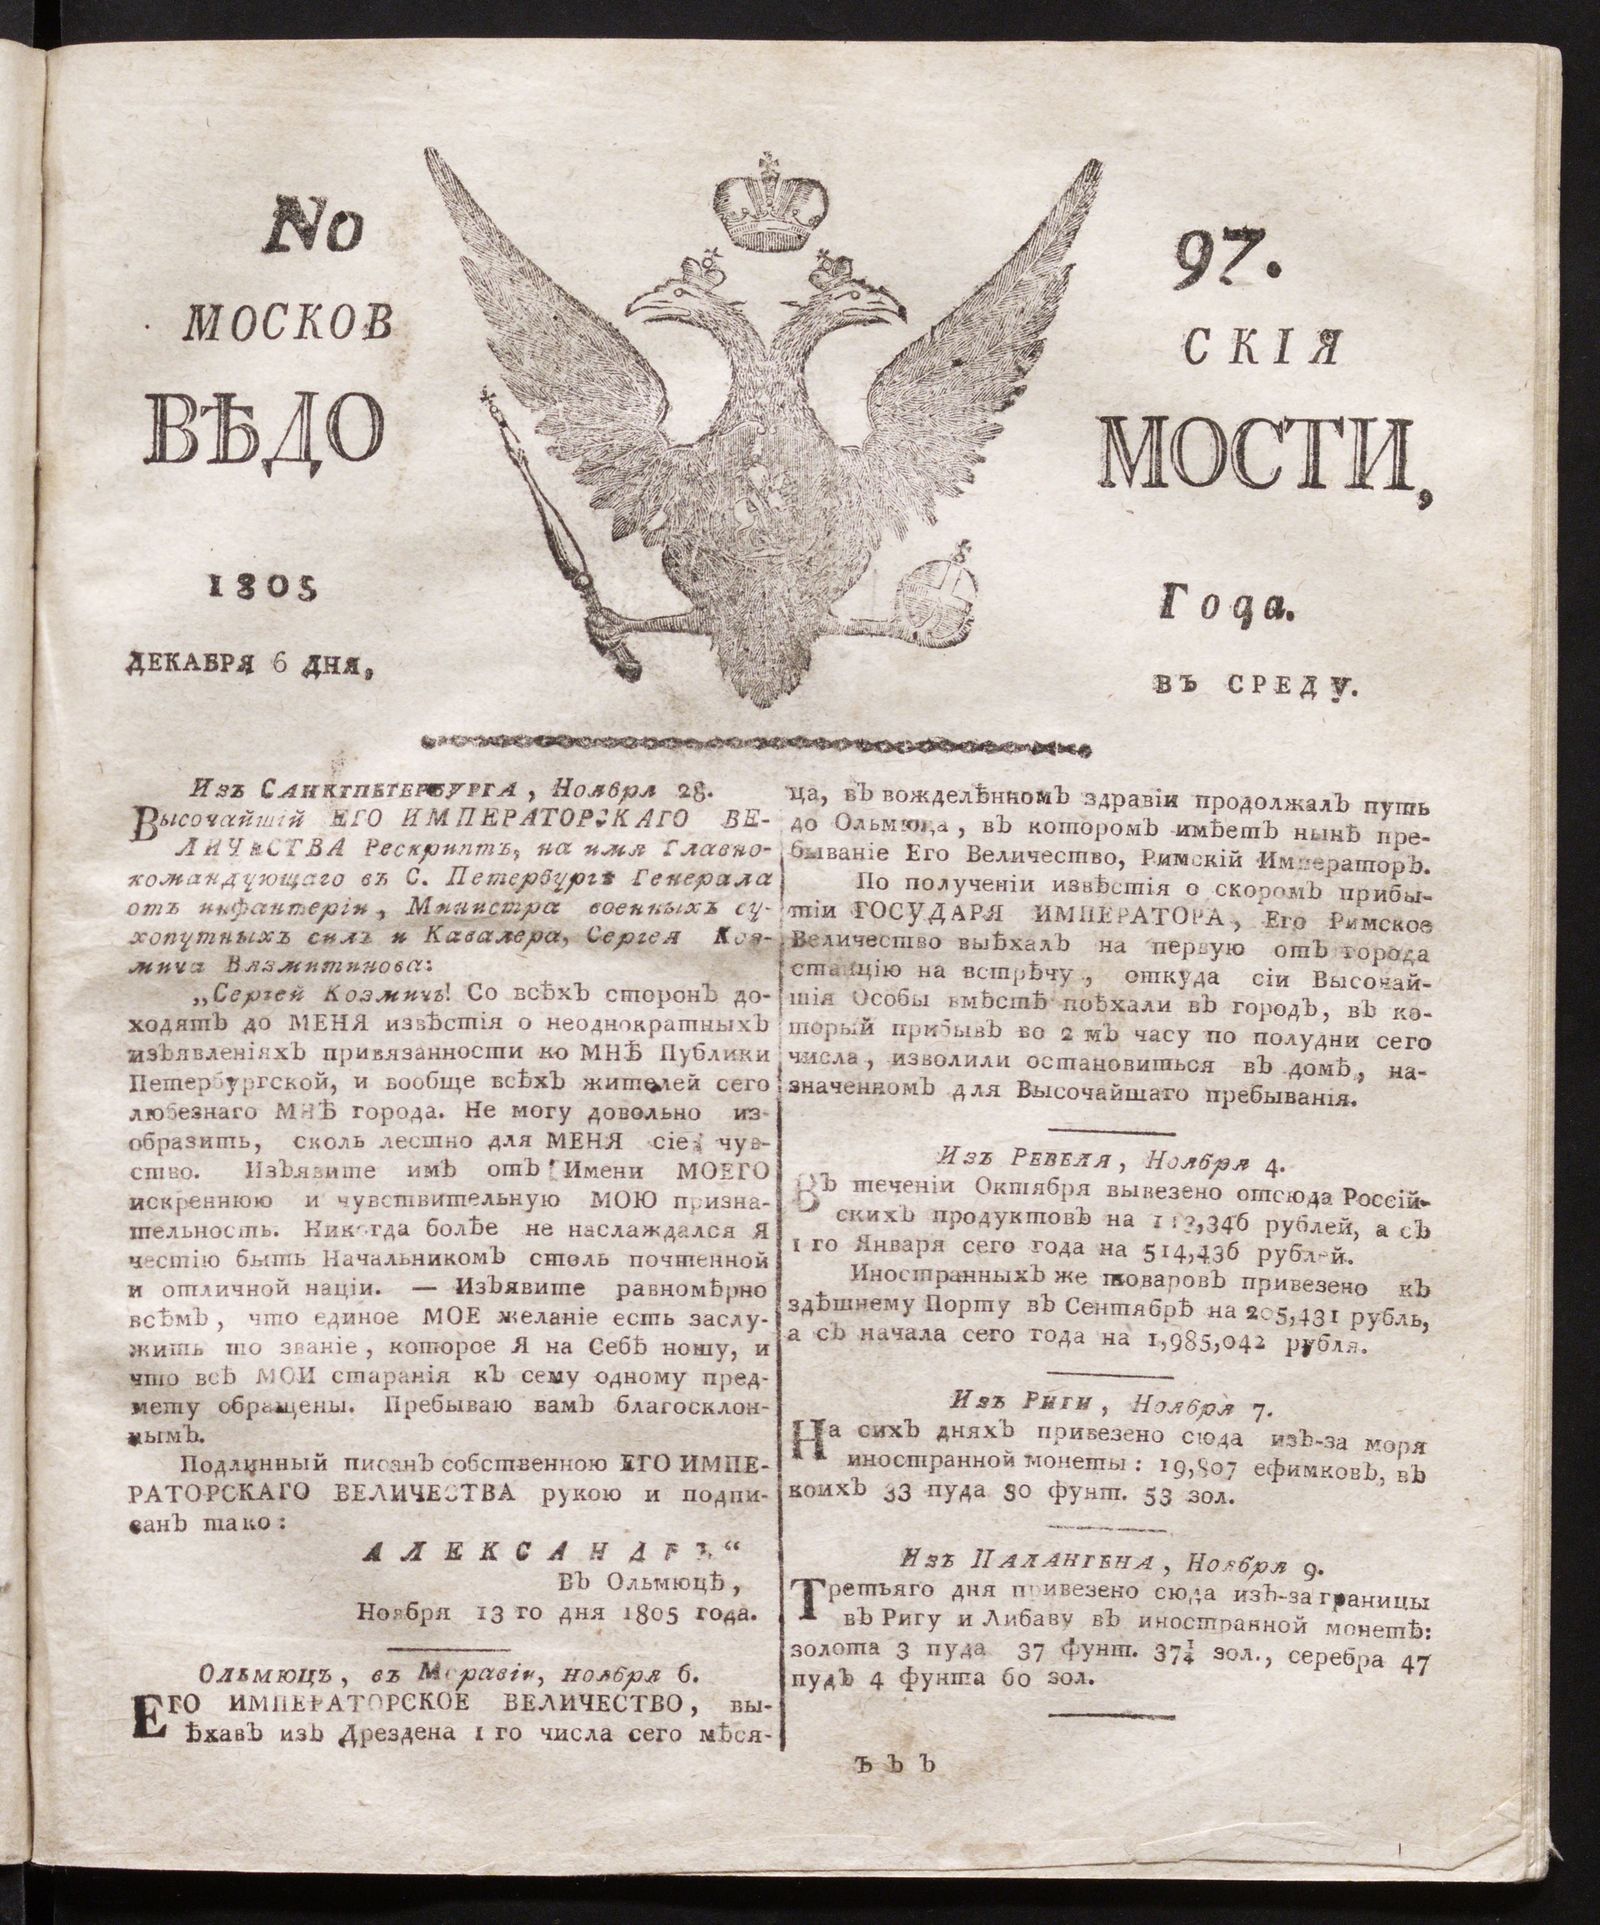 No 97.
МОСКОВ СКІЯ
ВѢДО МОСТИ,
1805 Года.
ДЕКАБРЯ 6 ДНЯ, ВЪ СРЕДУ.
Изъ Санктпетербурга, Ноября 28.
Высочайшій ЕГО ИМПЕРАТОРСКАГО ВЕ-
ЛИЧЕСТВА Рескриптъ, на имя Главно-
командующаго въ С. Петербургѣ Генерала
отъ инфантеріи, Министра военныхъ су-
хопутныхъ силъ и Кавалера, Сергея Коз-
мича Вязмитинова:
„Сергей Козмичь! Со всѣхъ сторонъ до-
ходятъ до МЕНЯ извѣстія о неоднократныхъ
изъявленіяхъ привязанности ко МНѢ Публики
Петербургской, и вообще всѣхъ жителей сего
любезнаго МНѢ города. Не могу довольно из-
образить, сколь лестно для МЕНЯ сіе чув-
ство. Изъявите имъ отъ Имени МОЕГО
искреннюю и чувствительную МОЮ призна-
тельность. Никогда болѣе не наслаждался Я
честію быть Начальникомъ столь почтенной
и отличной націи. — Изъявите равномѣрно
всѣмъ, что единое МОЕ желаніе есть заслу-
жить то званіе, которое Я на Себѣ ношу, и
что всѣ МОИ старанія къ сему одному пред-
мету обращены. Пребываю вамъ благосклон-
нымъ.
Подлинный писанъ собственною ЕГО ИМПЕ-
РАТОРСКАГО ВЕЛИЧЕСТВА рукою и подпи-
санъ тако:
АЛЕКСАНДРЪ“
Въ Ольмюцѣ,
Ноября 13 го дня 1805 года.
Ольмюцъ, въ Моравіи, ноября 6.
ЕГО ИМПЕРАТОРСКОЕ ВЕЛИЧЕСТВО, вы-
ѣхавъ изъ Дрездена 1 го числа сего мѣся-
ца, въ вожделѣнномъ здравіи продолжалъ путь
до Ольмюца, въ которомъ имѣетъ нынѣ пре-
бываніе Его Величество, Римскій Императоръ.
По полученіи извѣстія о скоромъ прибы-
тіи ГОСУДАРЯ ИМПЕРАТОРА, Его Римское
Величество выѣхалъ на первую отъ города
станцію на встрѣчу, откуда сіи Высочай-
шія Особы вмѣстѣ поѣхали въ городъ, въ ко-
торый прибывъ во 2 мъ часу по полудни сего
числа, изволили остановиться въ домѣ, на-
значенномъ для Высочайшаго пребыванія.
Изъ Ревеля, Ноября 4.
Въ теченіи Октября вывезено отсюда Россій-
скихъ продуктовъ на рублей, а съ
1 го Января сего года на 514,436 рублей.
Иностранныхъ же товаровъ привезено къ
здѣшнему Порту въ Сентябрѣ на 205,431 рубль,
а съ начала сего года на 1,985,042 рубля.
Изъ Риги, Ноября 7.
На сихъ дняхъ привезено сюда изъ-за моря
иностранной монеты: 19,807 ефимковъ, въ
коихъ 33 пуда 30 фунт. 53 зол.
Изъ Палангена, Ноября 9.
Третьяго дня привезено сюда изъ-за границы
въ Ригу и Либаву въ иностранной монетѣ:
золота 3 пуда 37 фунт. 37¼ зол., серебра 47
пудъ 4 фунта 60 зол.
Ъ Ъ Ъ